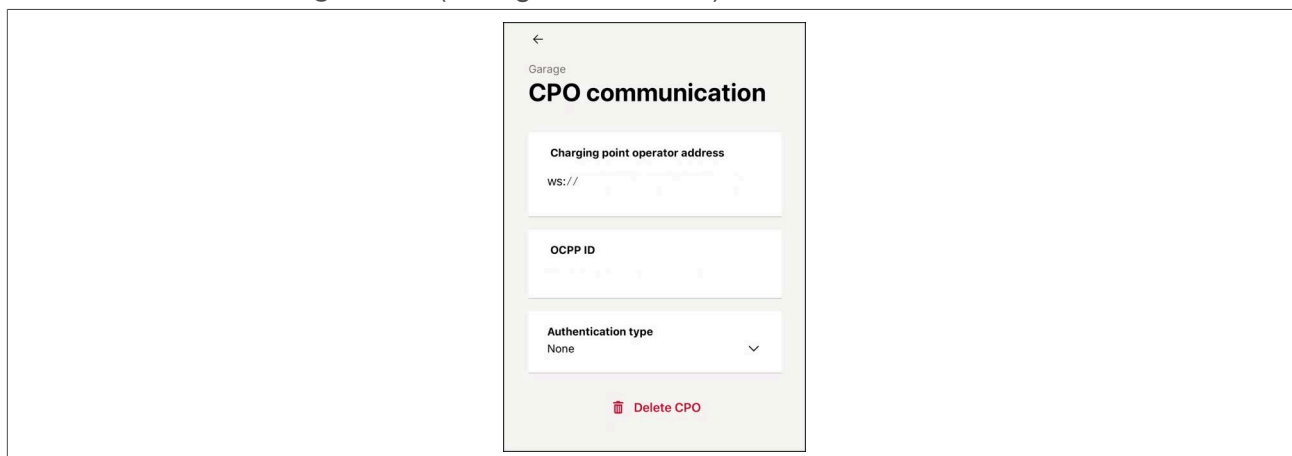 ←
Garage
CPO communication
Charging point operator address
ws://
OCPP ID
Authentication type
None
Delete CPO